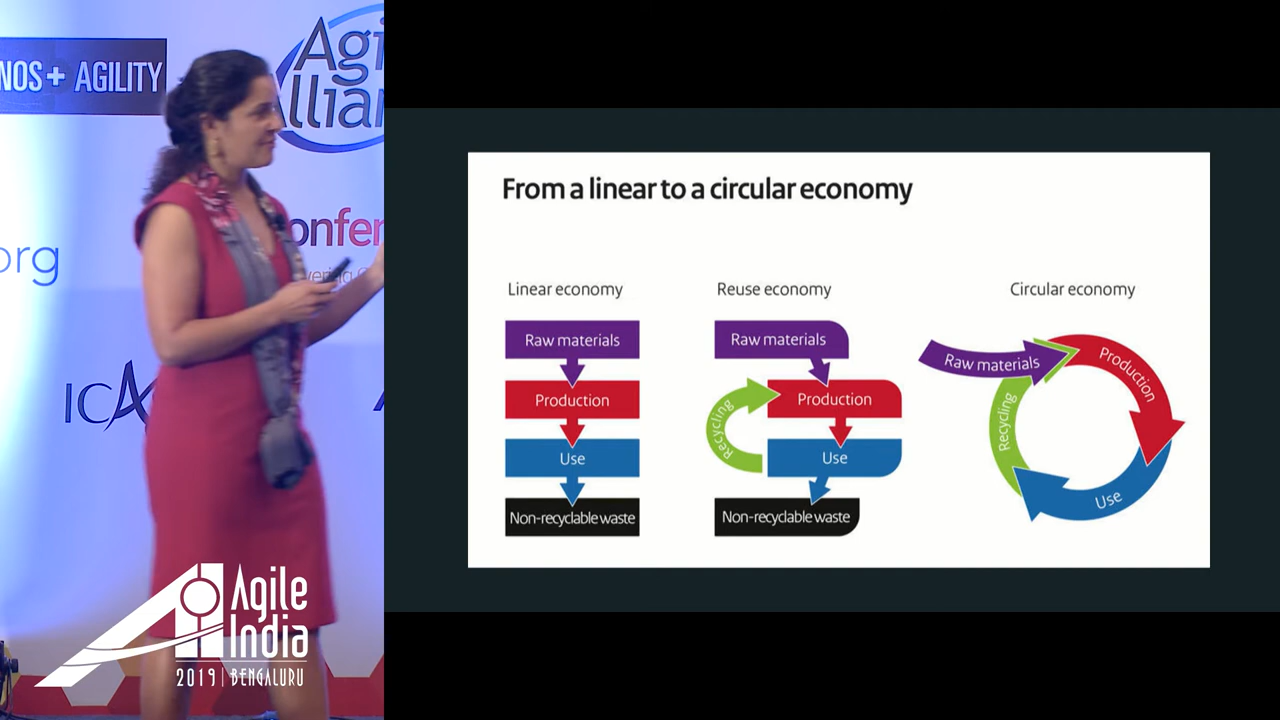 NOS+ AGILITY
Agi
llian
onfer
org
ICA
Agile
India
2019 | BENGALURU
From a linear to a circular economy
Linear economy
Raw materials
Production
Use
Non-recyclable waste
Reuse economy
Raw materials
Production
Recycling
Use
Non-recyclable waste
Circular economy
Raw materials
Production
Recycling
Use